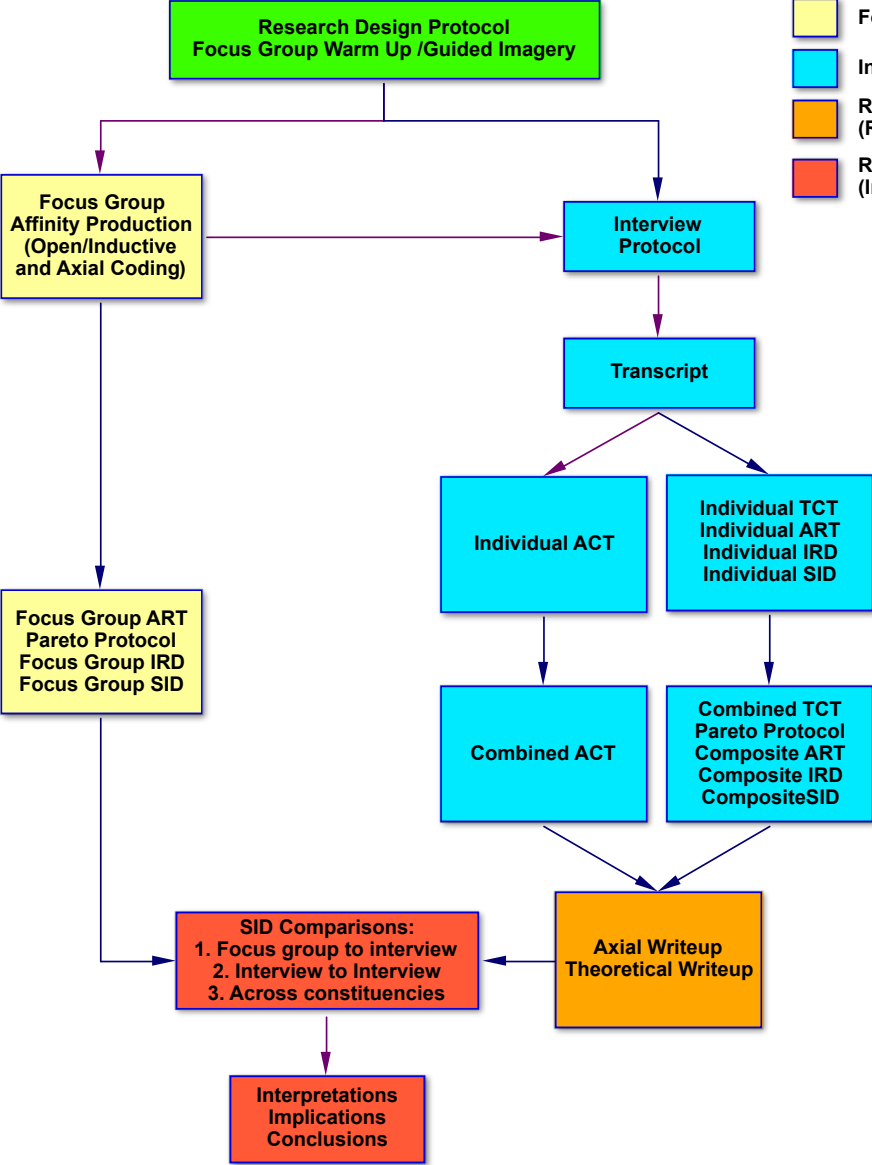 Research Design Protocol
Focus Group Warm Up /Guided Imagery
Focus Group
Affinity Production
(Open/Inductive
and Axial Coding)
Interview
Protocol
Transcript
Individual ACT
Individual TCT
Individual ART
Individual IRD
Individual SID
Focus Group ART
Pareto Protocol
Focus Group IRD
Focus Group SID
Combined ACT
Combined TCT
Pareto Protocol
Composite ART
Composite IRD
CompositeSID
SID Comparisons:
1. Focus group to interview
2. Interview to Interview
3. Across constituencies
Axial Writeup
Theoretical Writeup
Interpretations
Implications
Conclusions